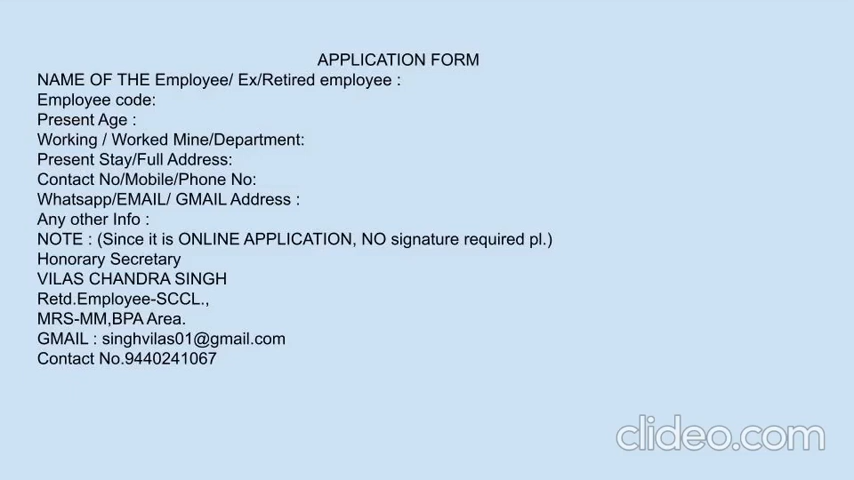 APPLICATION FORM
NAME OF THE Employee/ Ex/Retired employee :
Employee code:
Present Age :
Working / Worked Mine/Department:
Present Stay/Full Address:
Contact No/Mobile/Phone No:
Whatsapp/EMAIL/ GMAIL Address :
Any other Info :
NOTE : (Since it is ONLINE APPLICATION, NO signature required pl.)
Honorary Secretary
VILAS CHANDRA SINGH
Retd.Employee-SCCL.,
MRS-MM,BPA Area.
GMAIL : singhvilas01@gmail.com
Contact No.9440241067
clideo.com